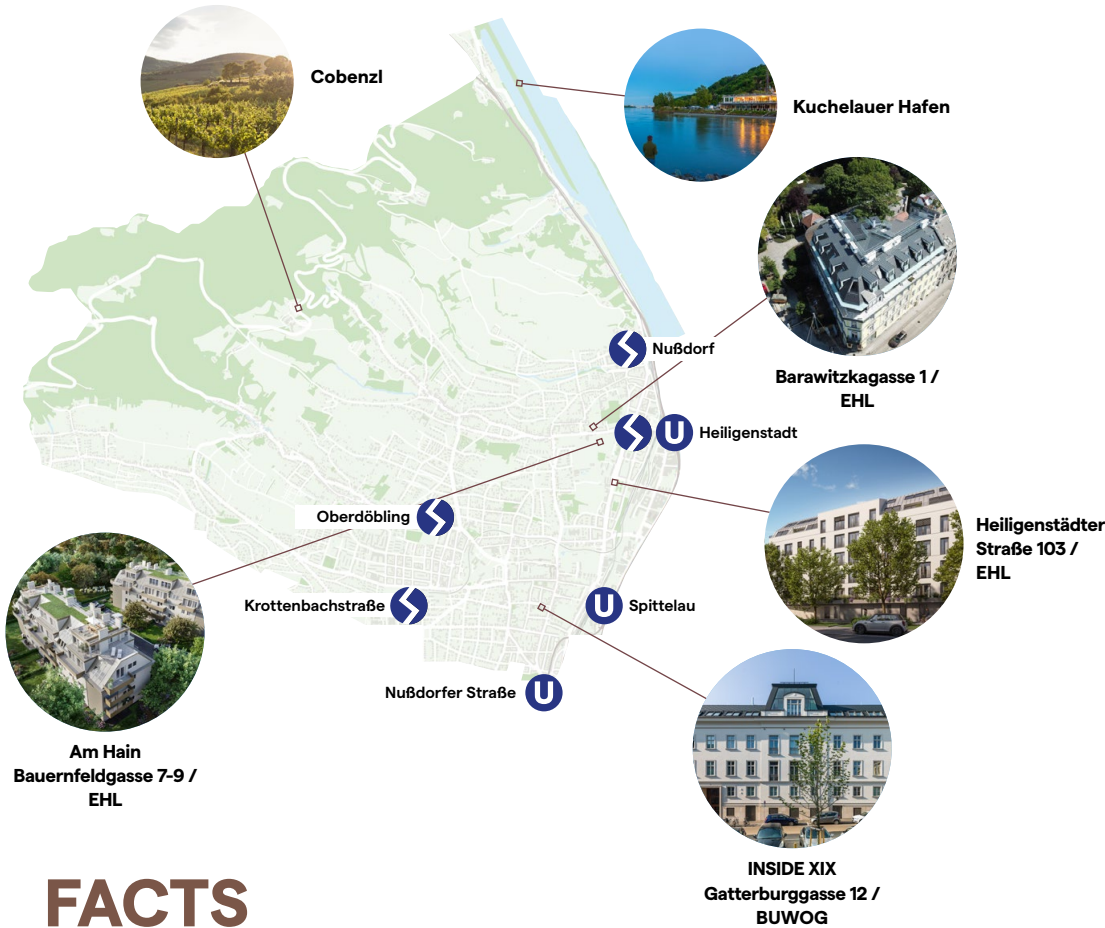 Cobenzl
Kuchelauer Hafen
Nußdorf
Barawitzkagasse 1 /
EHL
U
Heiligenstadt
Oberdöbling
Heiligenstädter
Straße 103 /
EHL
Krottenbachstraße
U
Spittelau
Nußdorfer Straße
U
Am Hain
Bauernfeldgasse 7-9 /
EHL
INSIDE XIX
Gatterburggasse 12 /
BUWOG
FACTS